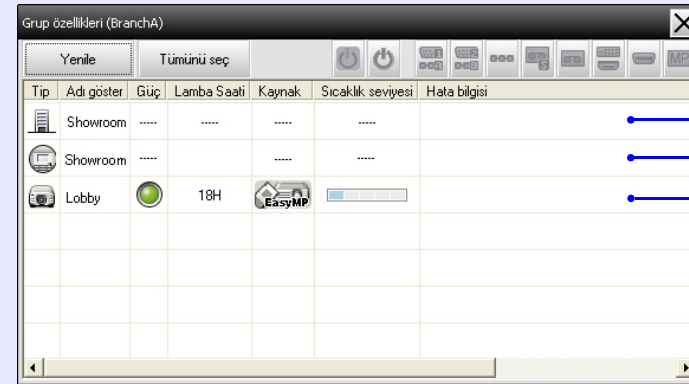 Grup özellikleri (BranchA)
Yenile Tümünü seç MP
Tip Adı göster Güç Lamba Saati Kaynak Sıcaklık seviyesi Hata bilgisi
Showroom ----- ----- ----- -----
Showroom ----- ----- -----
Lobby 18H EasyMP